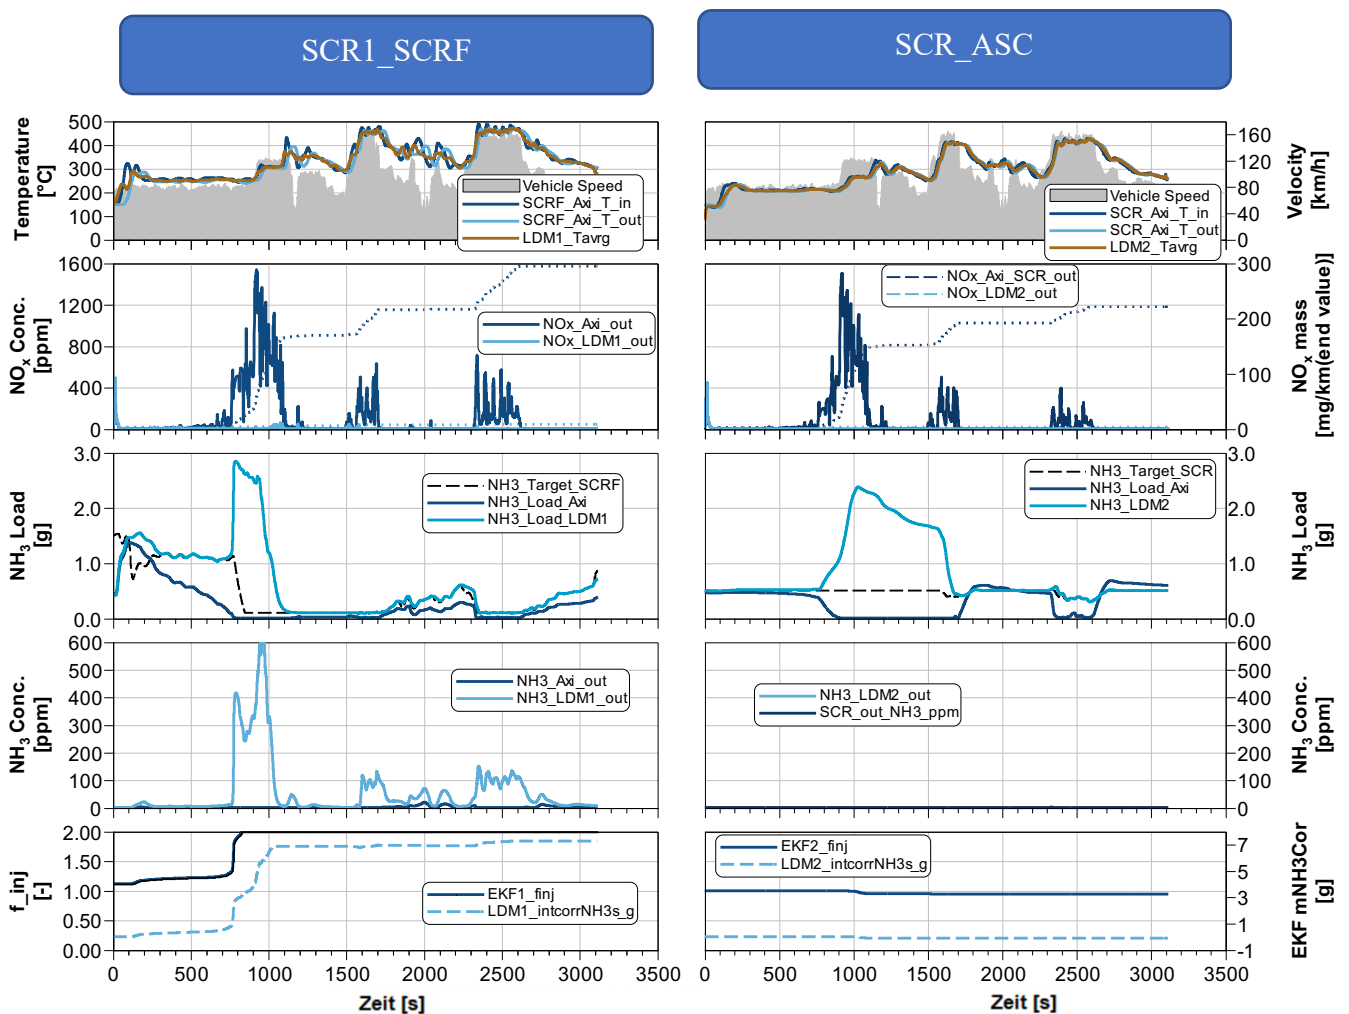 SCR1_SCRF
SCR_ASC
Temperature
[°C]
500
400
300
200
100
0
Vehicle Speed
SCRF_Axi_T_in
SCRF_Axi_T_out
LDM1_Tavrg
Vehicle Speed
SCR_Axi_T_in
SCR_Axi_T_out
LDM2_Tavrg
160
120
80
40
0
Velocity
[km/h]
NOx Conc.
[ppm]
1600
1200
800
400
0
NOx_Axi_out
NOx_LDM1_out
NOx_Axi_SCR_out
NOx_LDM2_out
300
200
100
0
NOx mass
[mg/km(end value)]
NH3 Load
[g]
3.0
2.0
1.0
0.0
NH3_Target_SCRF
NH3_Load_Axi
NH3_Load_LDM1
NH3_Target_SCR
NH3_Load_Axi
NH3_LDM2
3.0
2.0
1.0
0.0
NH3 Load
[g]
NH3 Conc.
[ppm]
600
500
400
300
200
100
0
NH3_Axi_out
NH3_LDM1_out
NH3_LDM2_out
SCR_out_NH3_ppm
600
500
400
300
200
100
0
NH3 Conc.
[ppm]
f_inj
[-]
2.00
1.50
1.00
0.50
0.00
EKF1_finj
LDM1_intcorrNH3s_g
EKF2_finj
LDM2_intcorrNH3s_g
7
5
3
1
-1
EKF mNH3Cor
[g]
0 500 1000 1500 2000 2500 3000 3500
0 500 1000 1500 2000 2500 3000 3500
Zeit [s]
Zeit [s]